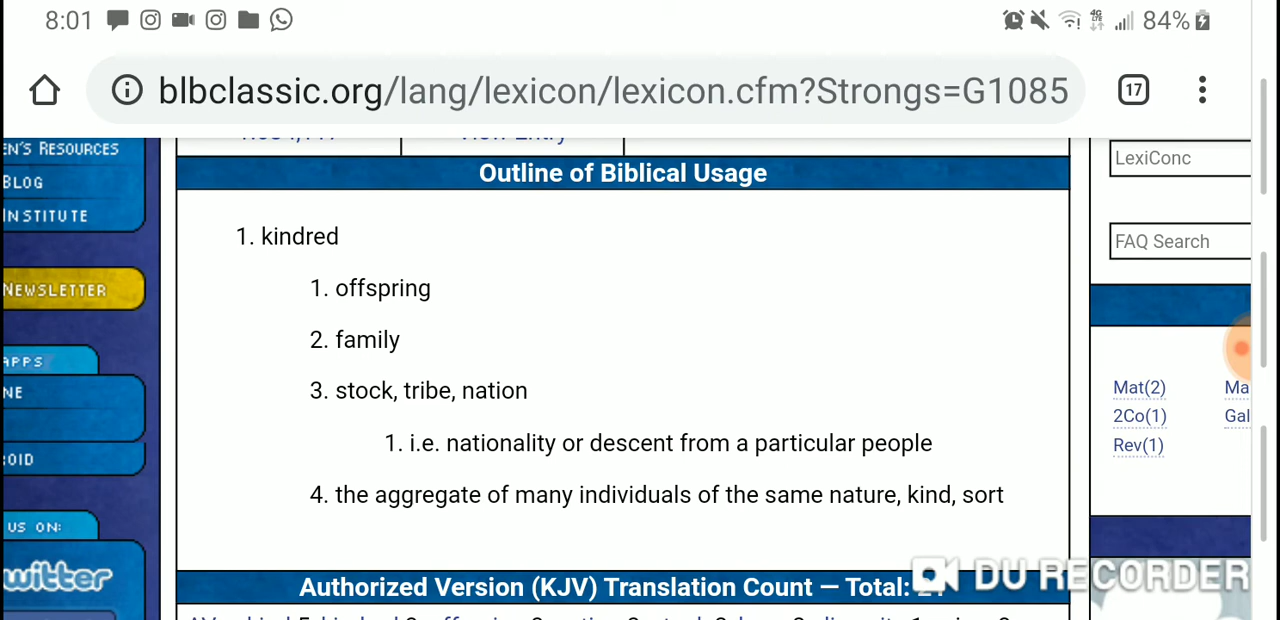 8:01 84%
blbclassic.org/lang/lexicon/lexicon.cfm?Strongs=G1085 17
EN'S RESOURCES
BLOG
INSTITUTE
NEWSLETTER
APPS
NE
OID
US ON:
witter
View Entry
Outline of Biblical Usage
1. kindred
1. offspring
2. family
3. stock, tribe, nation
1. i.e. nationality or descent from a particular people
4. the aggregate of many individuals of the same nature, kind, sort
Authorized Version (KJV) Translation Count — Total:
LexiConc
FAQ Search
Mat(2) Ma
2Co(1) Gal
Rev(1)
DU RECORDER